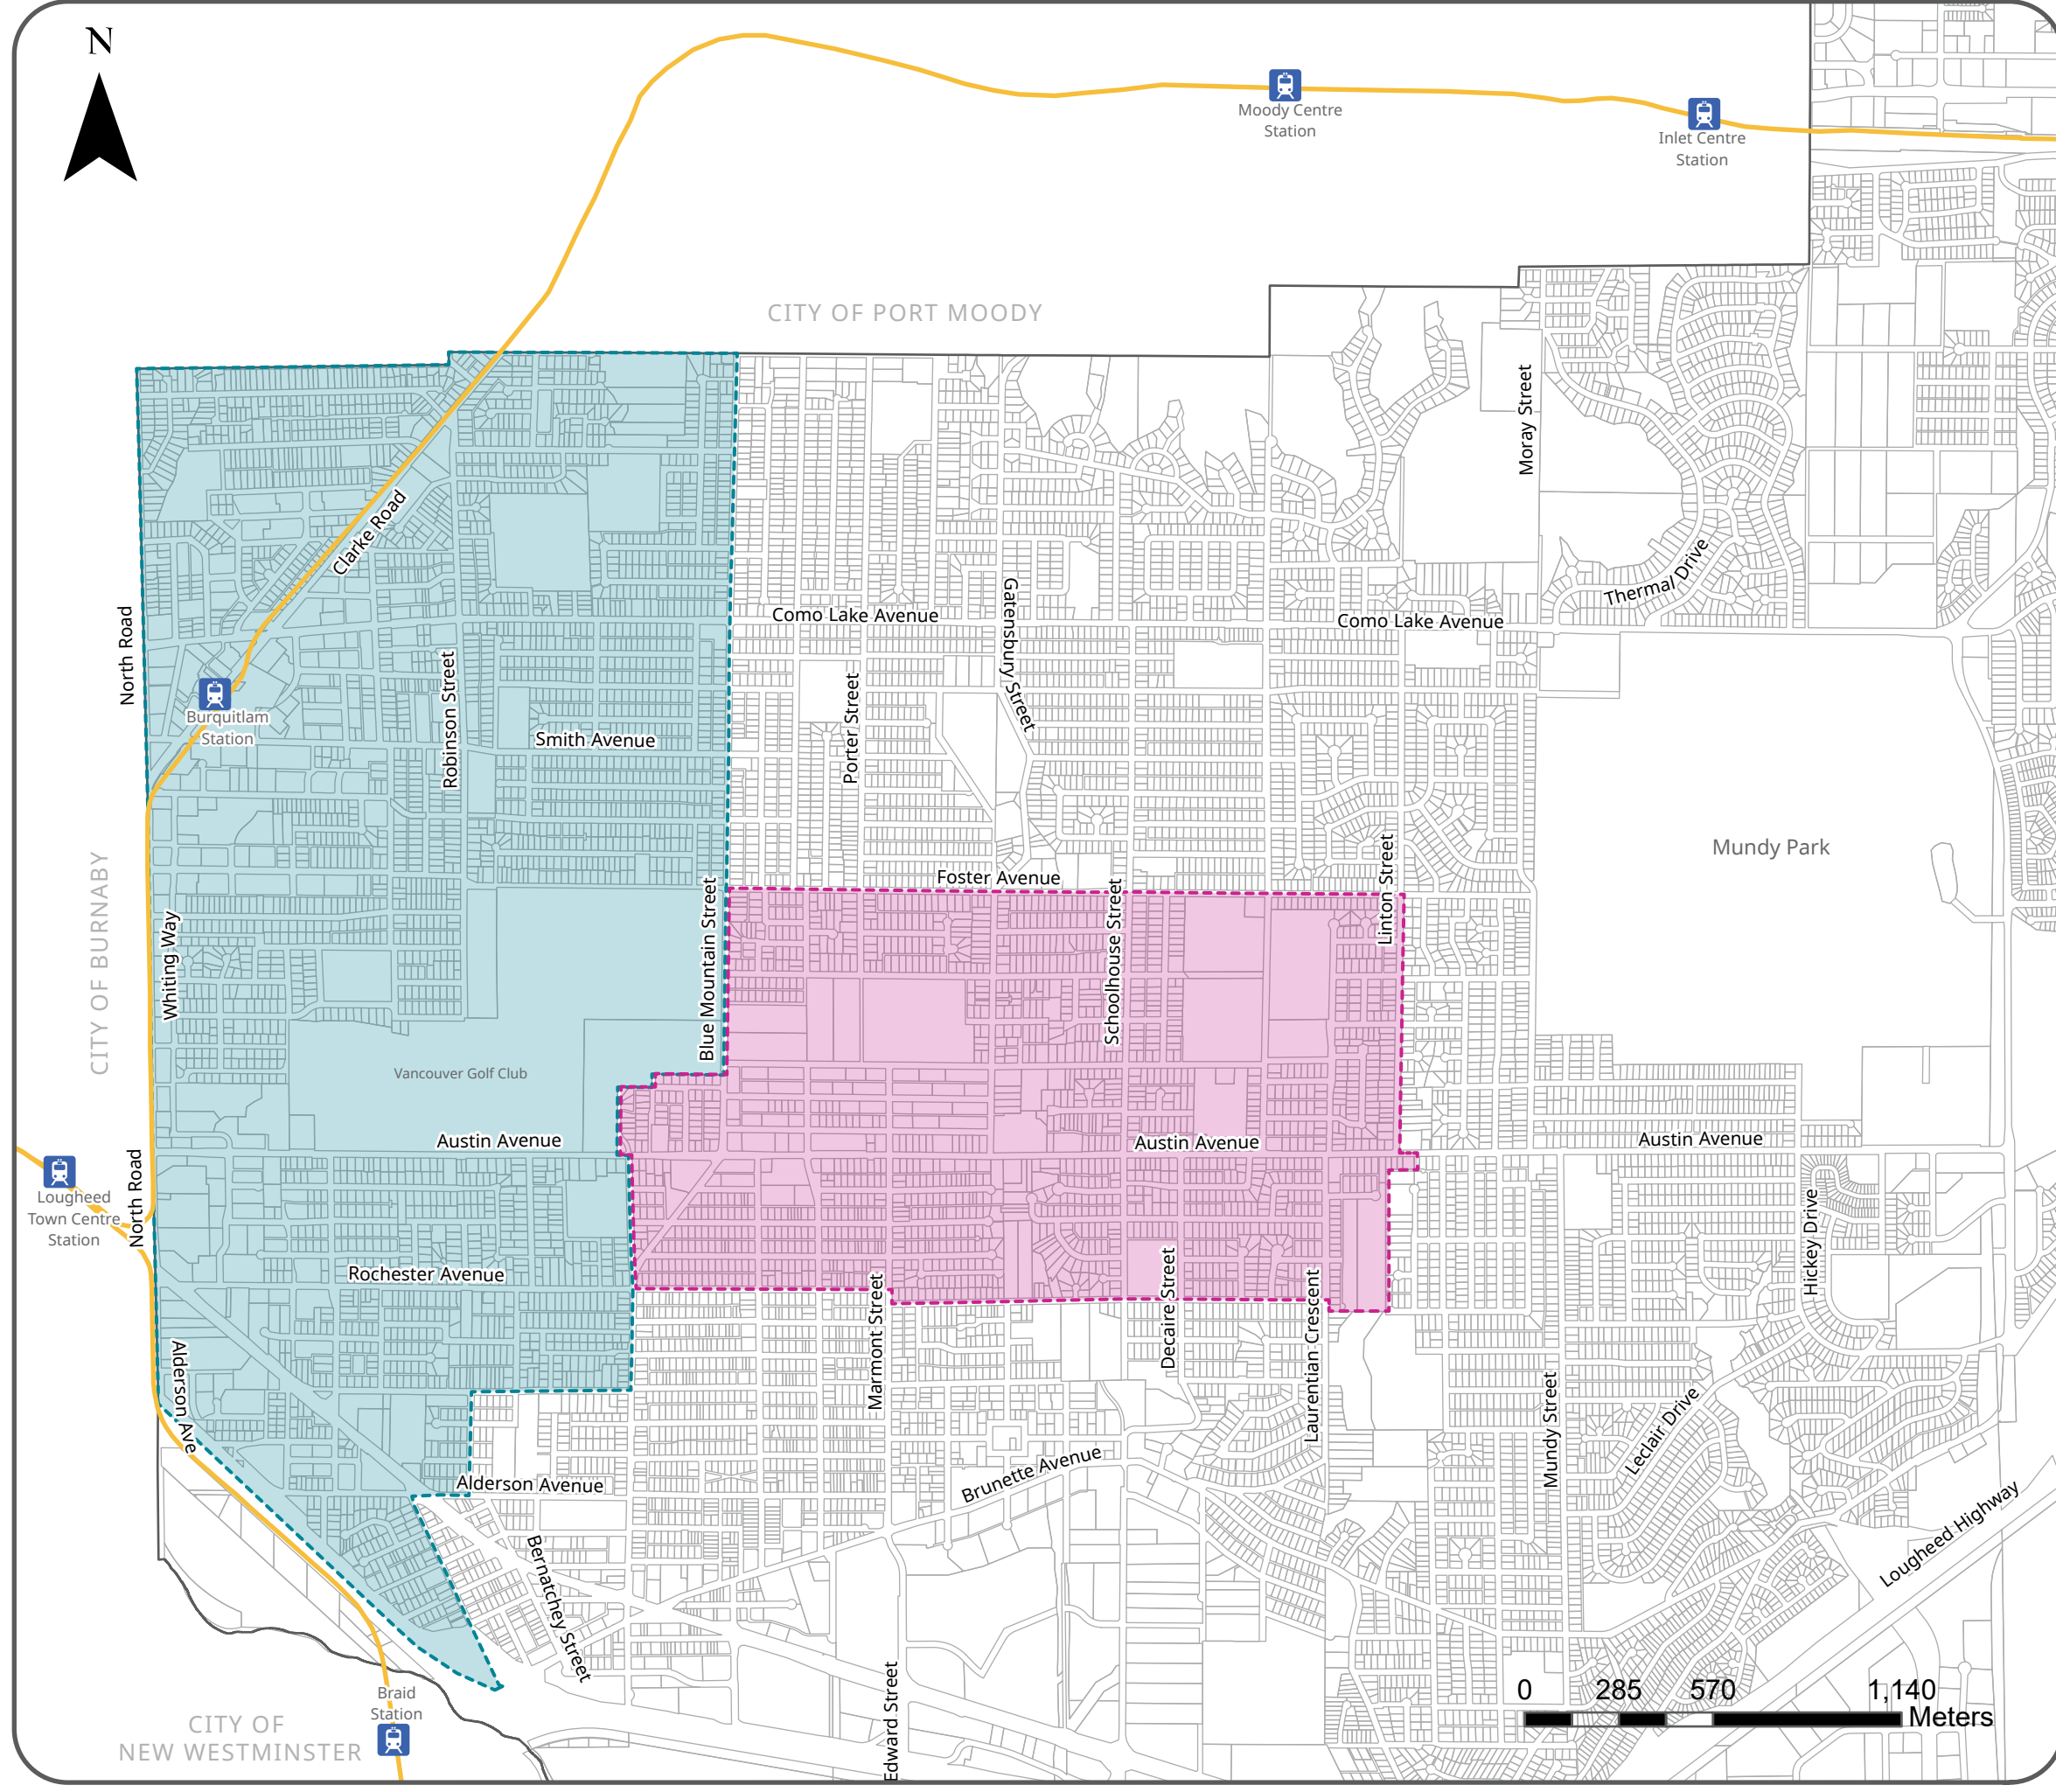 N
Moody Centre
Station
Inlet Centre
Station
CITY OF PORT MOODY
Moray Street
Clarke Road
Thermal Drive
North Road
Como Lake Avenue
Gatensbury Street
Como Lake Avenue
Burquitlam
Station
Robinson Street
Smith Avenue
Porter Street
Mundy Park
CITY OF BURNABY
Whiting Way
Blue Mountain Street
Foster Avenue
Schoolhouse Street
Linton Street
Vancouver Golf Club
Austin Avenue
Austin Avenue
Austin Avenue
Lougheed
Town Centre
Station
North Road
Hickey Drive
Rochester Avenue
Marmont Street
Decaire Street
Laurentian Crescent
Alderson Ave
Mundy Street
Leclair Drive
Alderson Avenue
Brunette Avenue
Bernatchey Street
Lougheed Highway
Edward Street
Braid
Station
CITY OF
NEW WESTMINSTER
0 285 570 1,140
Meters